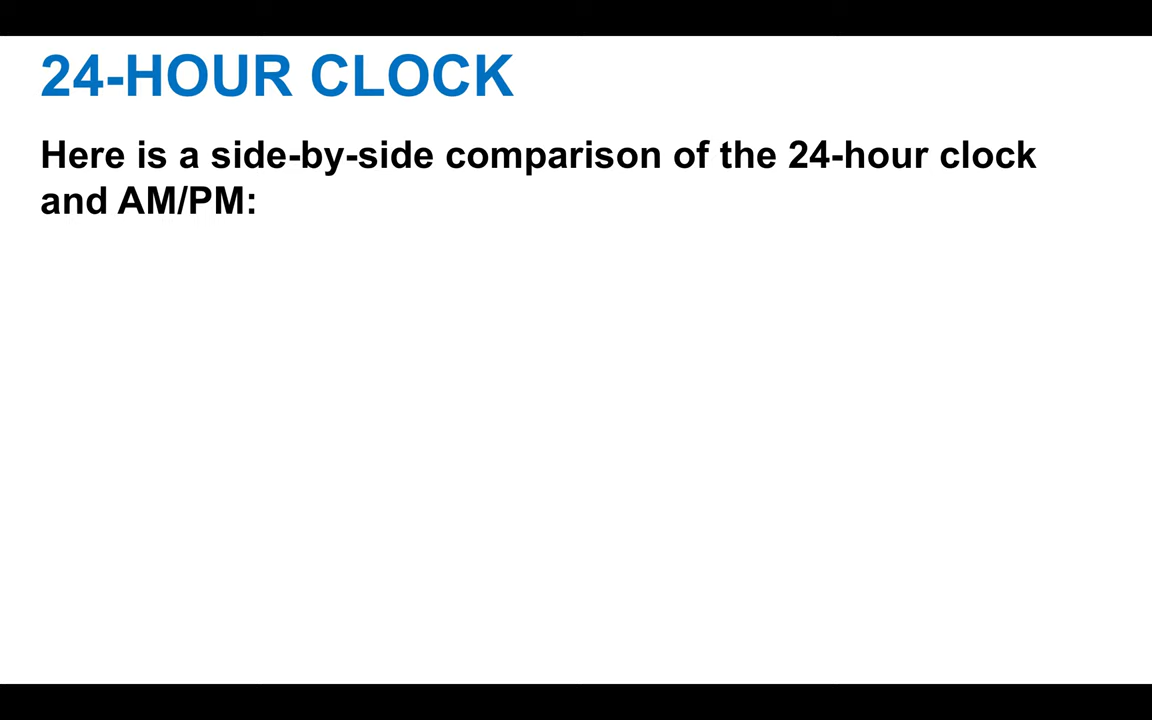 24-HOUR CLOCK
Here is a side-by-side comparison of the 24-hour clock
and AM/PM: